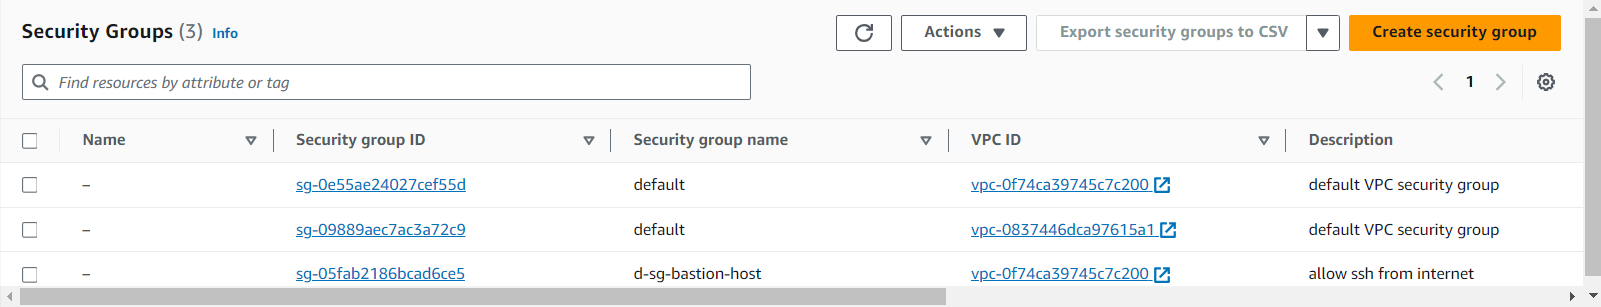 Security Groups (3) Info
Actions
Export security groups to CSV
Create security group
Find resources by attribute or tag
1
Name Security group ID Security group name VPC ID Description
– sg-0e55ae24027cef55d default vpc-0f74ca39745c7c200 default VPC security group
– sg-09889aec7ac3a72c9 default vpc-0837446dca97615a1 default VPC security group
– sg-05fab2186bcad6ce5 d-sg-bastion-host vpc-0f74ca39745c7c200 allow ssh from internet